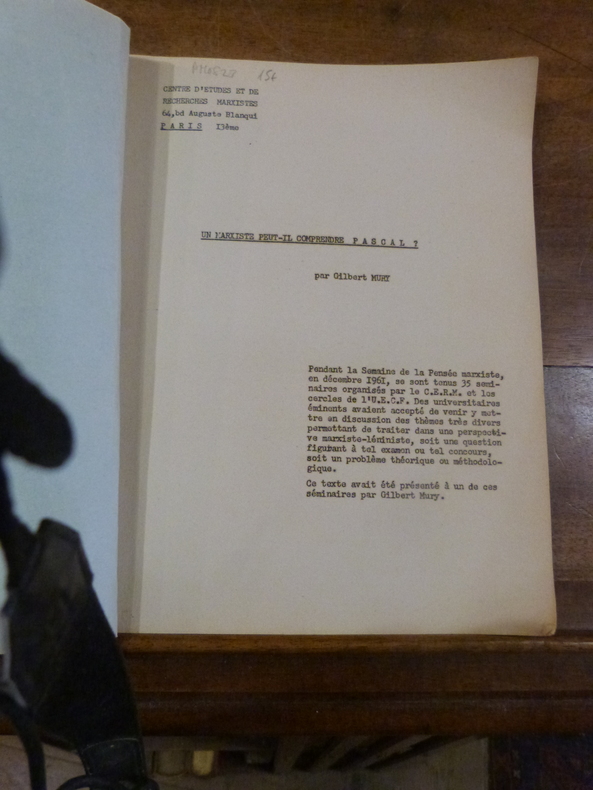 15€
CENTRE D'ETUDES ET DE
RECHERCHES MARXISTES
64,bd Auguste Blanqui
PARIS 13ème
UN MARXISTE PEUT-IL COMPRENDRE P A S C A L ?
par Gilbert MURY
Pendant la Semaine de la Pensée marxiste,
en décembre 1961, se sont tenus 35 semi-
naires organisés par le C.E.R.M. et les
cercles de l'U.E.C.F. Des universitaires
éminents avaient accepté de venir y met-
tre en discussion des thèmes très divers
permettant de traiter dans une perspecti-
ve marxiste-léniniste, soit une question
figurant à tel examen ou tel concours,
soit un problème théorique ou méthodolo-
gique.
Ce texte avait été présenté à un de ces
séminaires par Gilbert Mury.